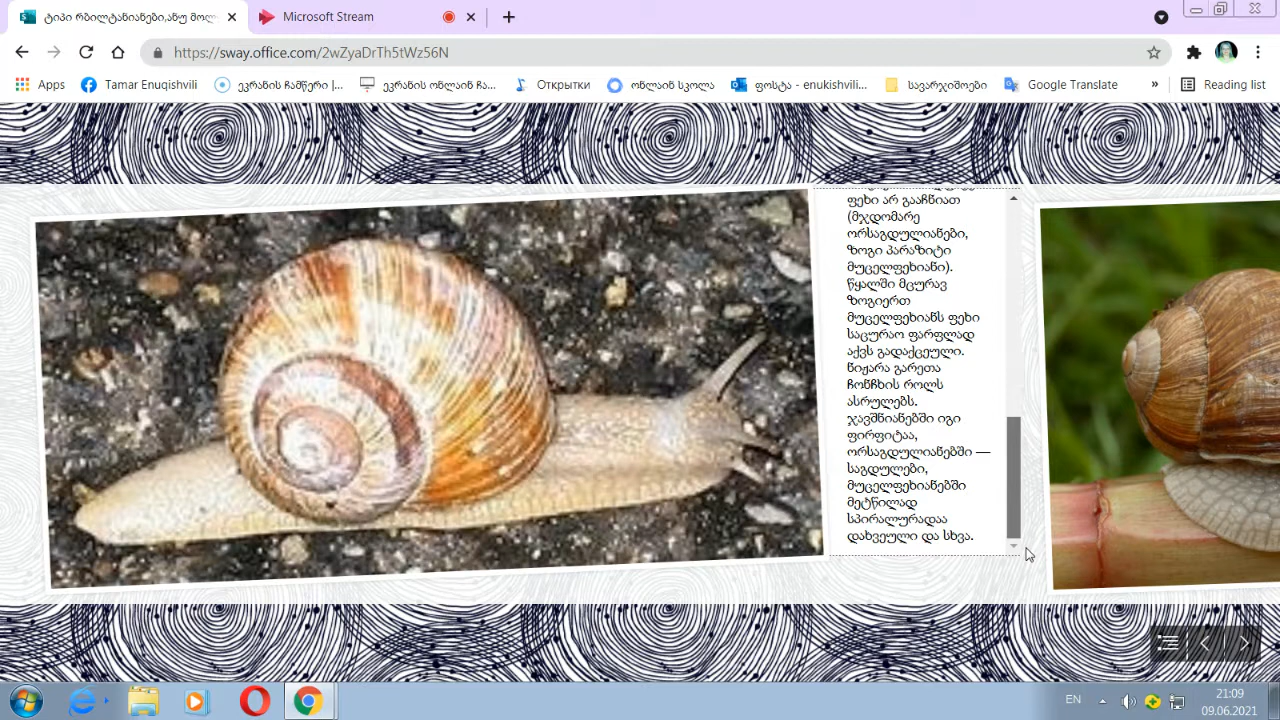 ტიპი რბილტანიანები,ანუ მოლ
Microsoft Stream
https://sway.office.com/2wZyaDrTh5tWz56N
Apps
Tamar Enuqishvili
ეკრანის ჩამწერი |...
ეკრანის ონლაინ ჩა...
Открытки
ონლაინ სკოლა
ფოსტა - enukishvili...
სავარჯიშოები
Google Translate
»
Reading list
ფეხი არ გააჩნიათ
(მჯდომარე
ორსაგდულიანები,
ზოგი პარაზიტი
მუცელფეხიანი).
წყალში მცურავ
ზოგიერთ
მუცელფეხიანს ფეხი
საცურაო ფარფლად
აქვს გადაქცეული.
ნიჟარა გარეთა
ჩონჩხის როლს
ასრულებს.
ჯავშნიანებში იგი
ფირფიტაა,
ორსაგდულიანებში —
საგდულები,
მუცელფეხიანებში
მეტწილად
სპირალურადაა
დახვეული და სხვა.
EN
21:09
09.06.2021